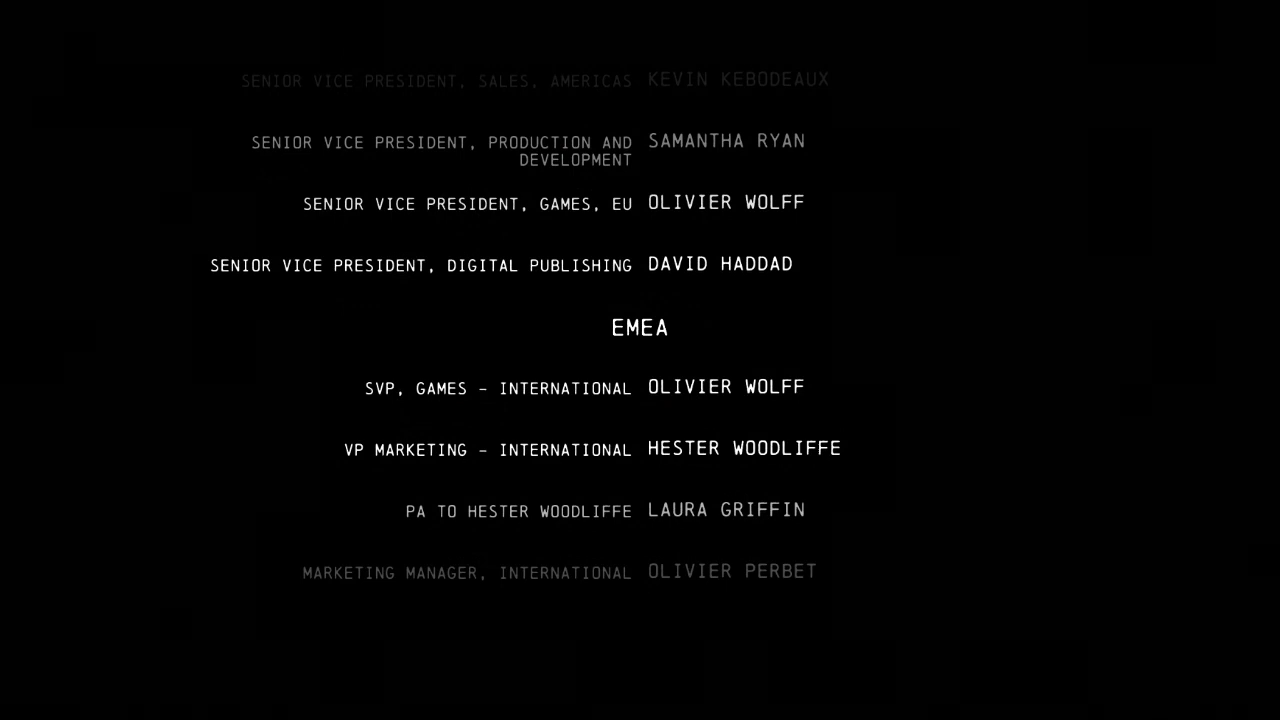 SENIOR VICE PRESIDENT, SALES, AMERICAS KEVIN KEBODEAUX
SENIOR VICE PRESIDENT, PRODUCTION AND SAMANTHA RYAN
DEVELOPMENT
SENIOR VICE PRESIDENT, GAMES, EU OLIVIER WOLFF
SENIOR VICE PRESIDENT, DIGITAL PUBLISHING DAVID HADDAD
EMEA
SVP, GAMES - INTERNATIONAL OLIVIER WOLFF
VP MARKETING - INTERNATIONAL HESTER WOODLIFFE
PA TO HESTER WOODLIFFE LAURA GRIFFIN
MARKETING MANAGER, INTERNATIONAL OLIVIER PERBET